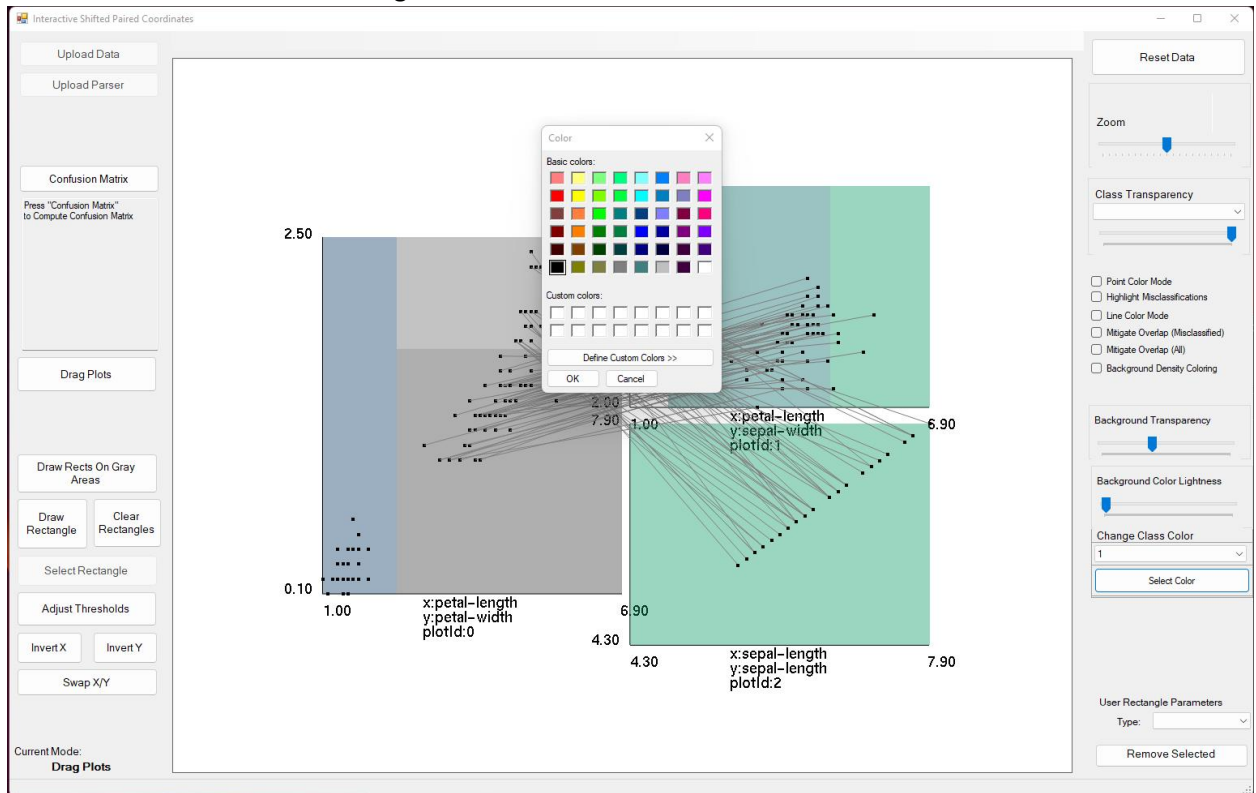 Interactive Shifted Paired Coordinates
Upload Data
Upload Parser
Confusion Matrix
Press "Confusion Matrix"
to Compute Confusion Matrix
Drag Plots
Draw Rects On Gray
Areas
Draw
Rectangle
Clear
Rectangles
Select Rectangle
Adjust Thresholds
Invert X
Invert Y
Swap X/Y
Current Mode:
Drag Plots
2.50
0.10
1.00
x:petal-length
y:petal-width
plotId:0
6.90
Color
Basic colors:
Custom colors:
Define Custom Colors >>
OK
Cancel
2.00
1.00
x:petal-length
y:sepal-width
plotId:1
6.90
7.90
4.30
4.30
x:sepal-length
y:sepal-length
plotId:2
7.90
Reset Data
Zoom
Class Transparency
Point Color Mode
Highlight Misclassifications
Line Color Mode
Mitigate Overlap (Misclassified)
Mitigate Overlap (All)
Background Density Coloring
Background Transparency
Background Color Lightness
Change Class Color
1
Select Color
User Rectangle Parameters
Type:
Remove Selected